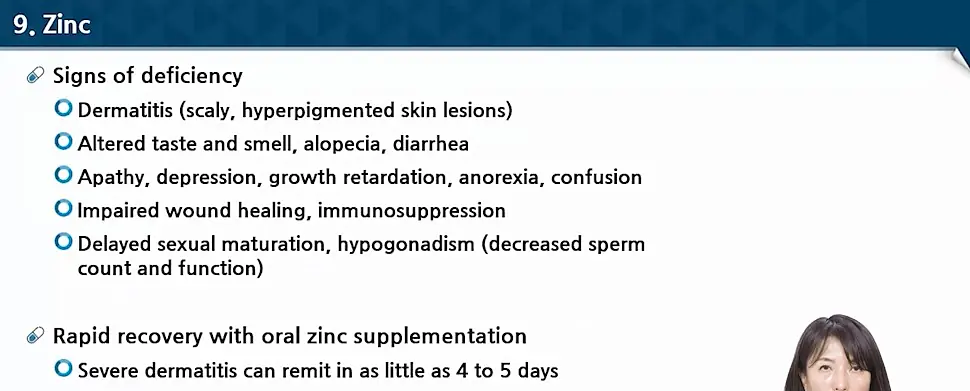 9. Zinc
Signs of deficiency
Dermatitis (scaly, hyperpigmented skin lesions)
Altered taste and smell, alopecia, diarrhea
Apathy, depression, growth retardation, anorexia, confusion
Impaired wound healing, immunosuppression
Delayed sexual maturation, hypogonadism (decreased sperm
count and function)
Rapid recovery with oral zinc supplementation
Severe dermatitis can remit in as little as 4 to 5 days